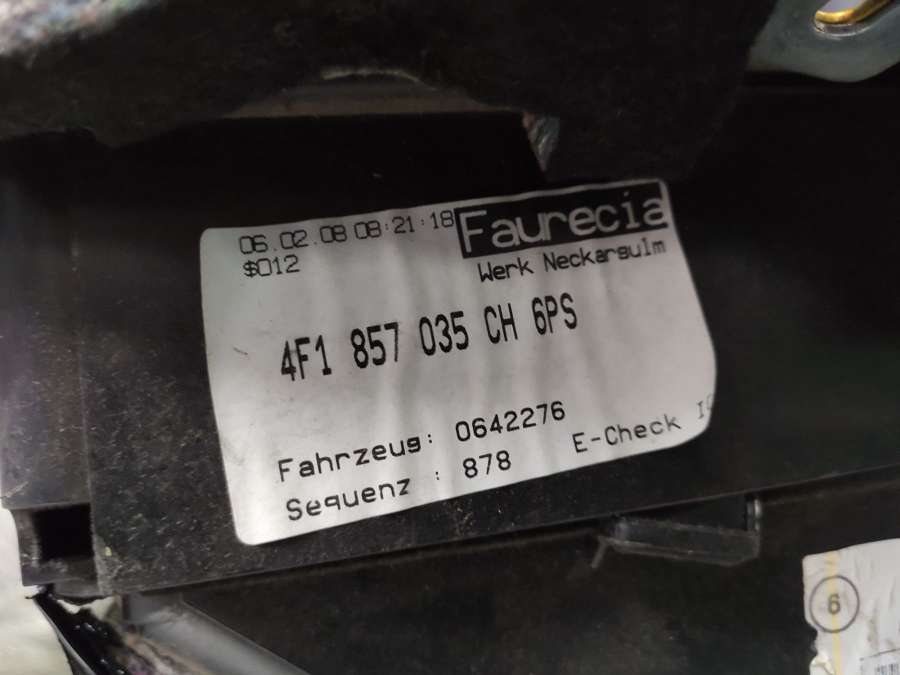 06.02.08 08:21:18 Faurecia
$012 Werk Neckarsulm
4F1 857 035 CH 6PS
Fahrzeug: 0642276
Sequenz : 878 E-Check
6